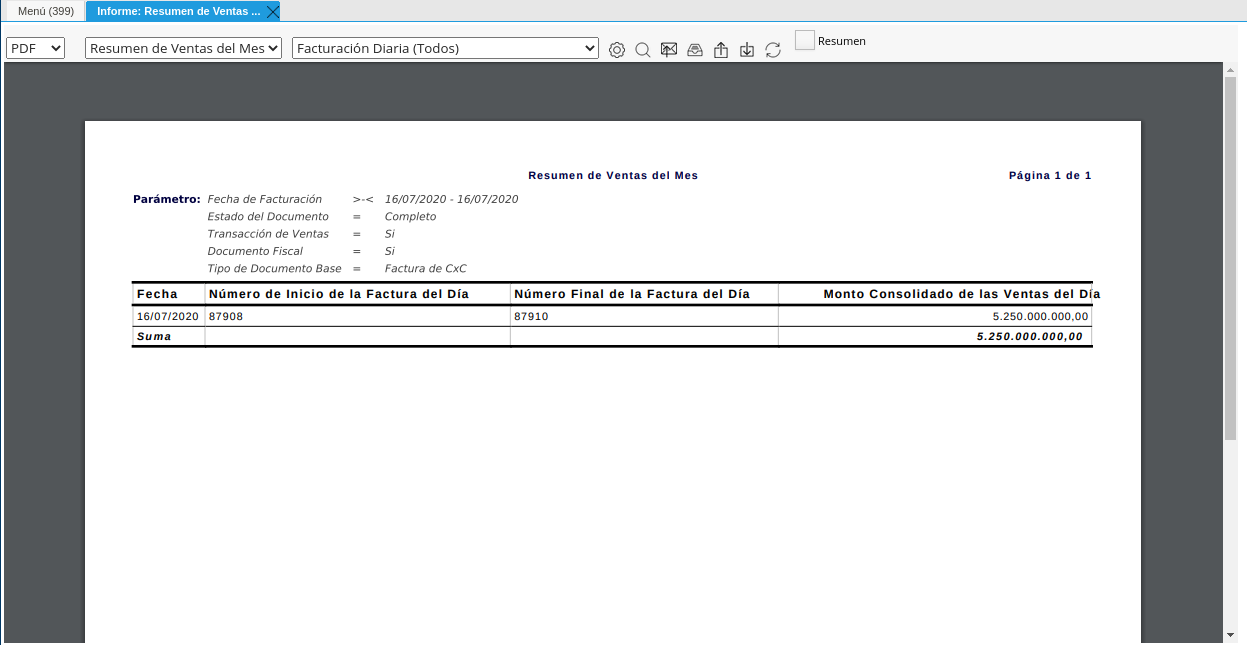 Menú (399) Informe: Resumen de Ventas ...
PDF Resumen de Ventas del Mes Facturación Diaria (Todos) Resumen
Resumen de Ventas del Mes Página 1 de 1
Parámetro: Fecha de Facturación >-< 16/07/2020 - 16/07/2020
Estado del Documento = Completo
Transacción de Ventas = Si
Documento Fiscal = Si
Tipo de Documento Base = Factura de CxC
Fecha Número de Inicio de la Factura del Día Número Final de la Factura del Día Monto Consolidado de las Ventas del Día
16/07/2020 87908 87910 5.250.000.000,00
Suma 5.250.000.000,00